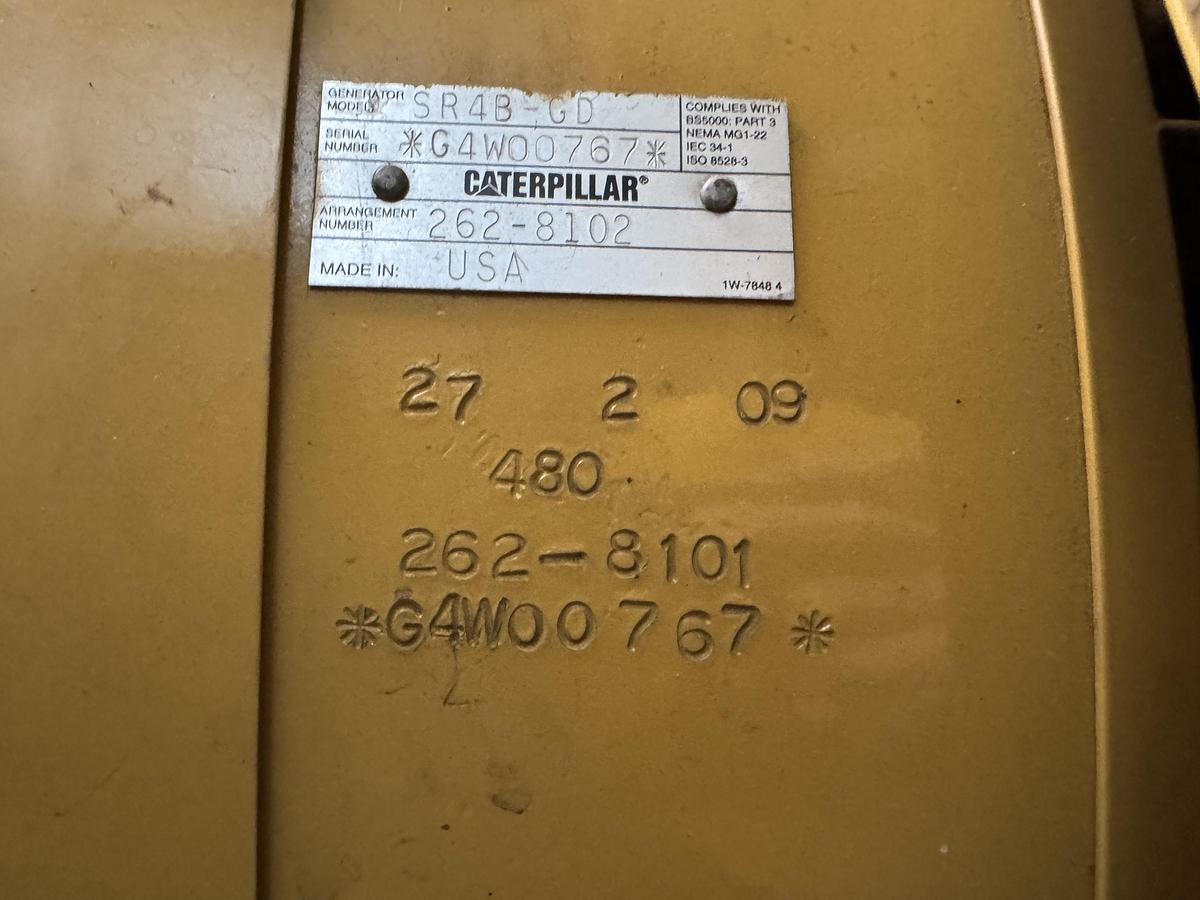 GENERATOR MODEL SR4B-GD
SERIAL NUMBER *G4W00767*
COMPLIES WITH
BS5000: PART 3
NEMA MG1-22
IEC 34-1
ISO 8528-3
CATERPILLAR®
ARRANGEMENT NUMBER 262-8102
MADE IN: USA
1W-7848 4
27 2 09
480
262-8101
*G4W00767*